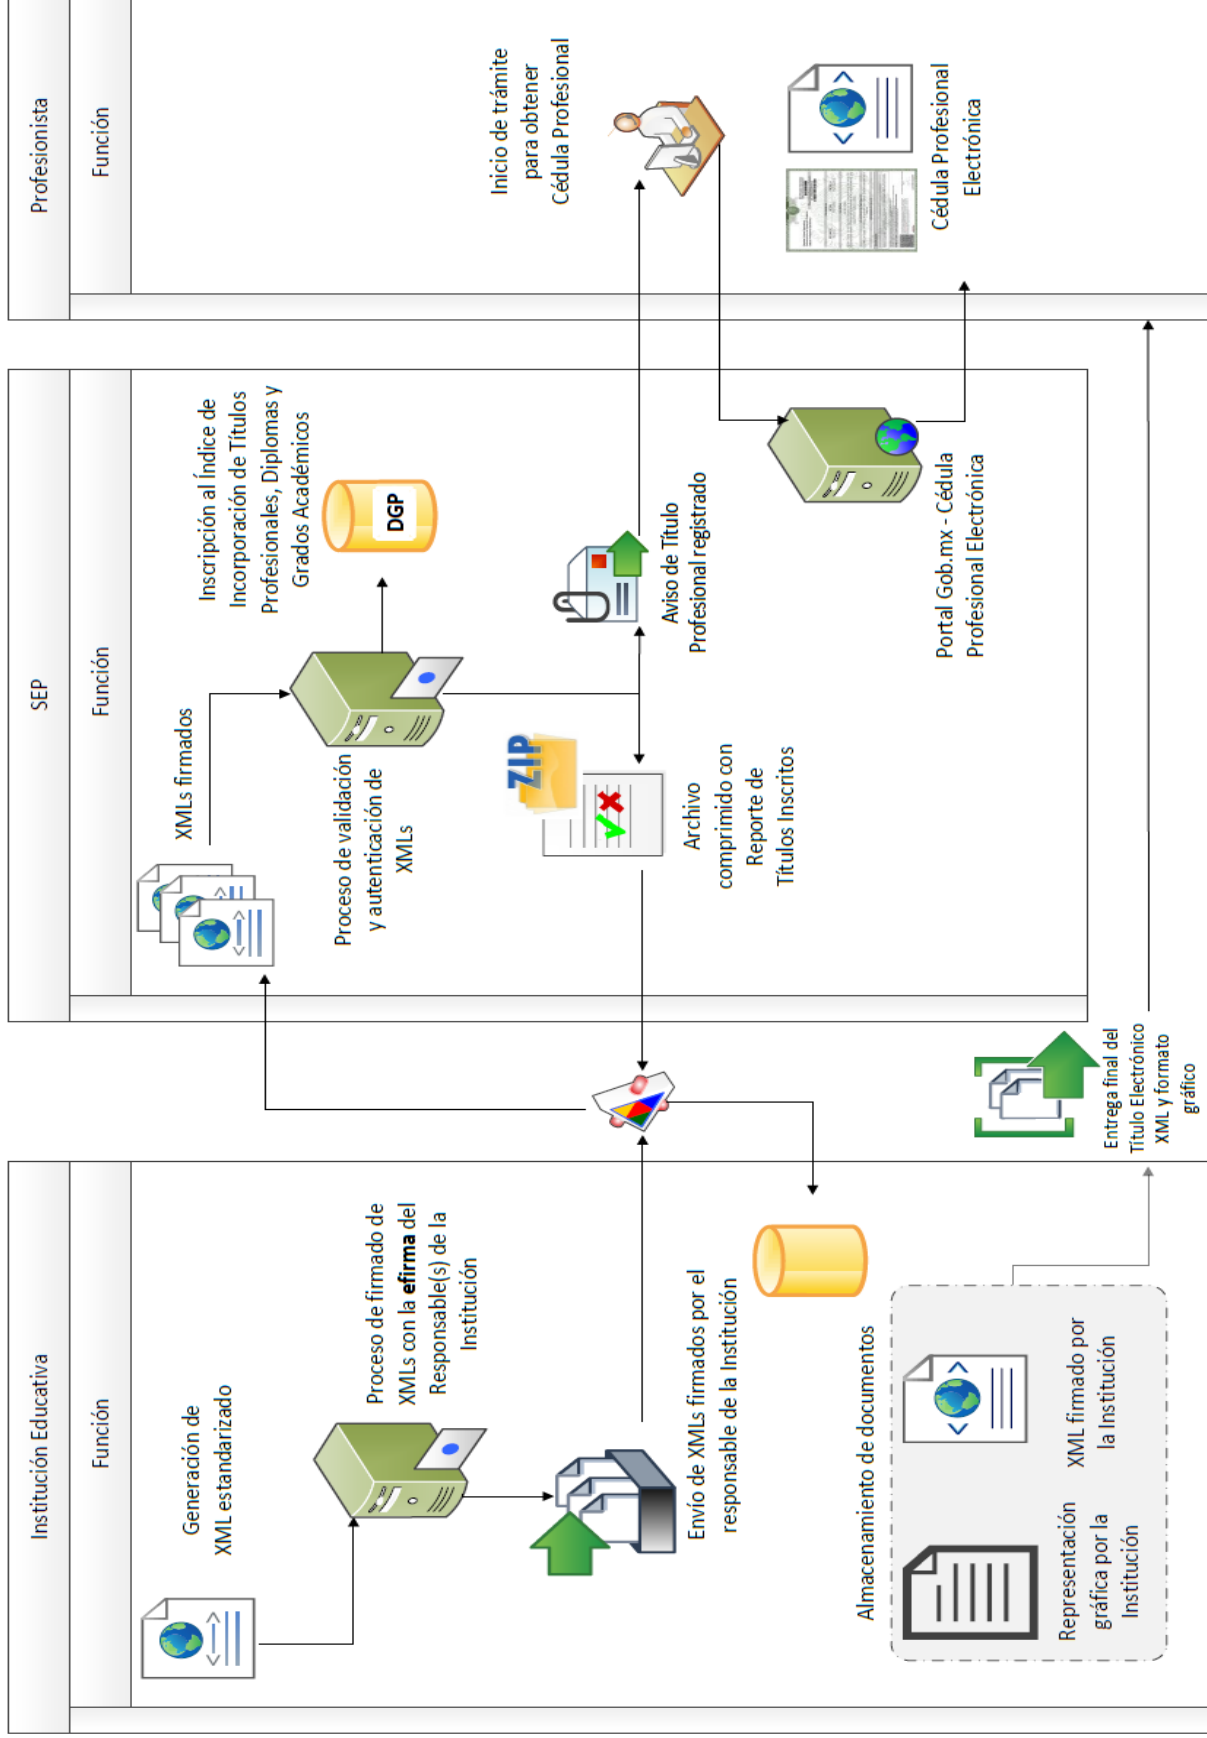 Institución Educativa
Función
Generación de
XML estandarizado
Proceso de firmado de
XMLs con la efirma del
Responsable(s) de la
Institución
Envío de XMLs firmados por el
responsable de la Institución
Almacenamiento de documentos
Representación
gráfica por la
Institución
XML firmado por
la Institución
Entrega final del
Título Electrónico
XML y formato
gráfico
SEP
Función
XMLs firmados
Proceso de validación
y autenticación de
XMLs
Inscripción al Índice de
Incorporación de Títulos
Profesionales, Diplomas y
Grados Académicos
DGP
ZIP
Archivo
comprimido con
Reporte de
Títulos Inscritos
Aviso de Título
Profesional registrado
Portal Gob.mx - Cédula
Profesional Electrónica
Profesionista
Función
Inicio de trámite
para obtener
Cédula Profesional
Cédula Profesional
Electrónica